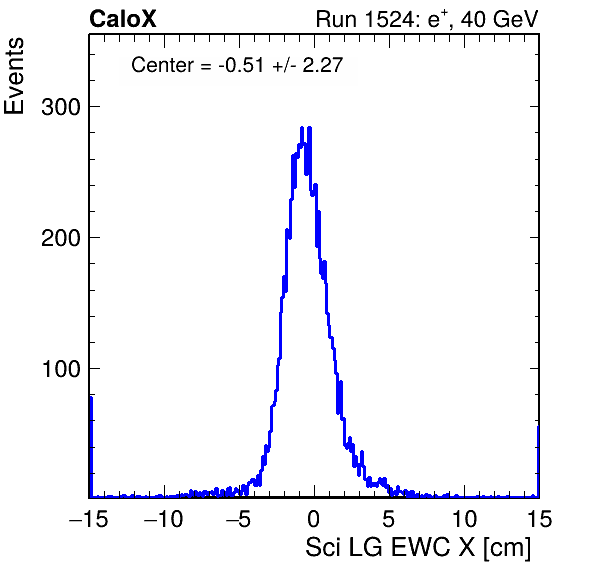 CaloX
Run 1524: e⁺, 40 GeV
Events
Center = -0.51 +/- 2.27
300
200
100
−15 −10 −5 0 5 10 15
Sci LG EWC X [cm]